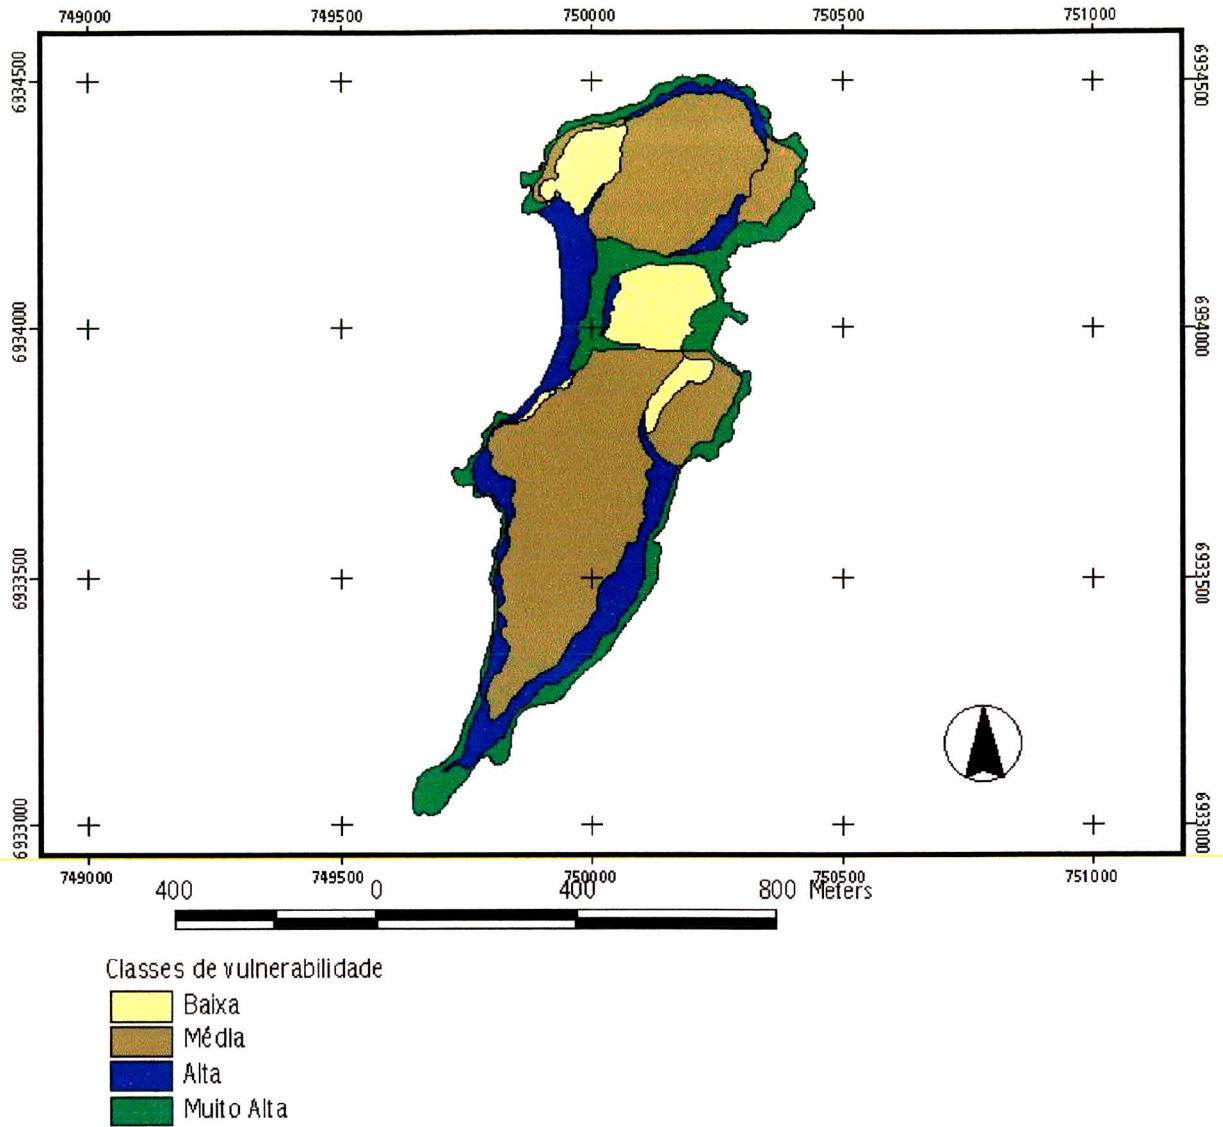 749000 749500 750000 750500 751000
6934500 6934500
6934000 6934000
6933500 6933500
6933000 6933000
749000 749500 750000 750500 751000
400 0 400 800 Meters
Classes de vulnerabilidade
Baixa
Média
Alta
Muito Alta